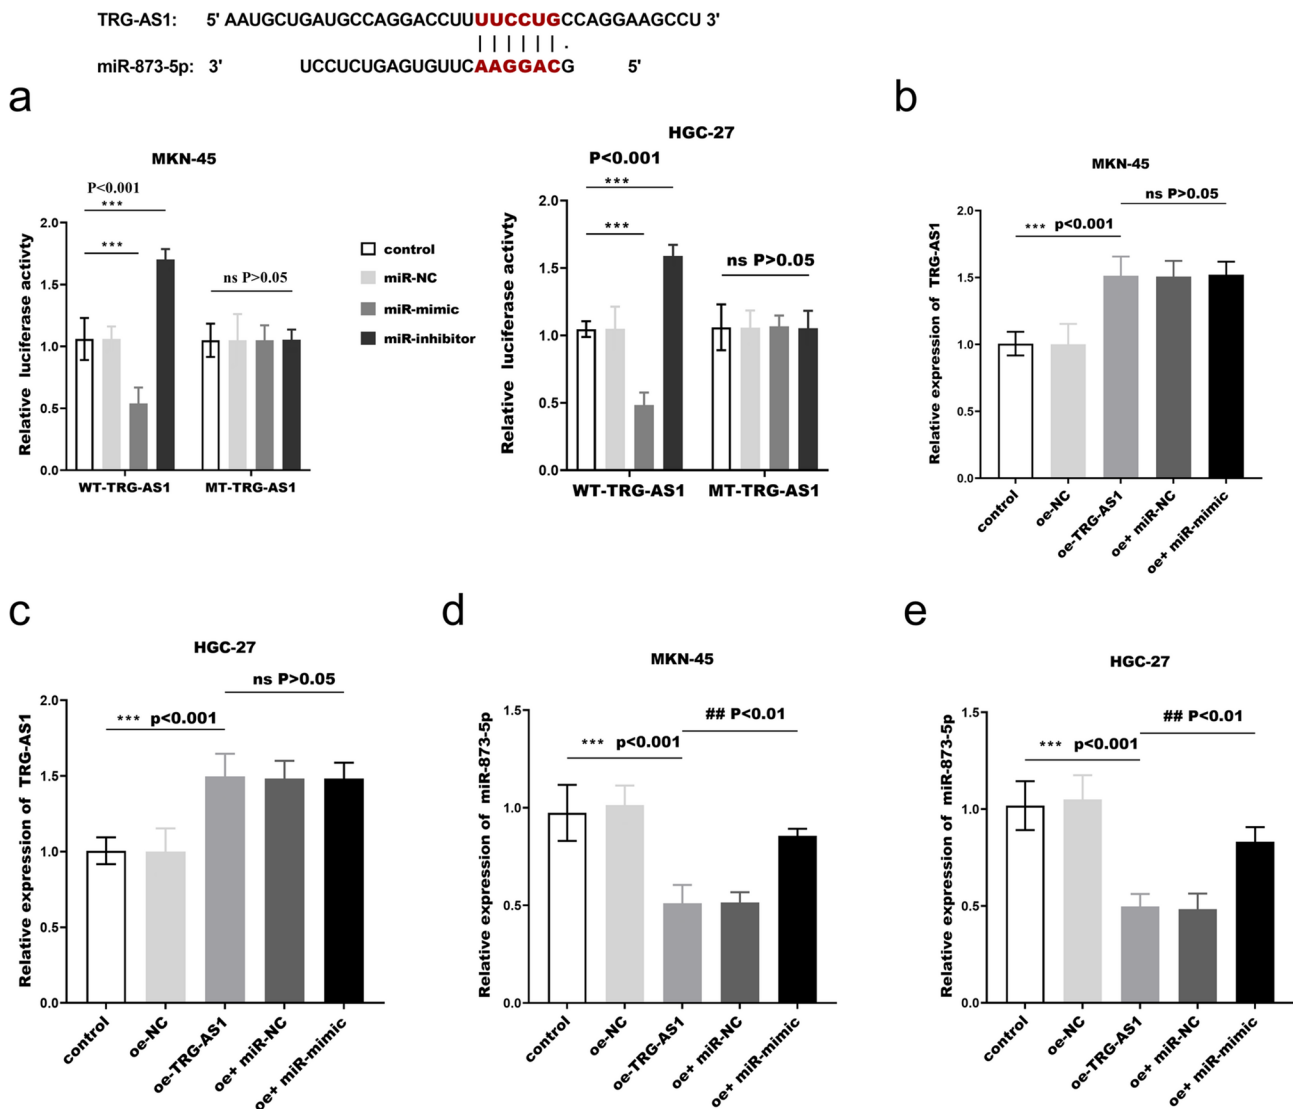 TRG-AS1: 5' AAUGCUGAUGCCAGGACCUUUUCCUGCCAGGAAGCCU 3'
| | | | | | .
miR-873-5p: 3' UCCUCUGAGUGUUCAAGGACG 5'
a
MKN-45
P<0.001
***
***
ns P>0.05
Relative luciferase activty
2.0
1.5
1.0
0.5
0.0
WT-TRG-AS1 MT-TRG-AS1
control
miR-NC
miR-mimic
miR-inhibitor
HGC-27
P<0.001
***
***
ns P>0.05
Relative luciferase activty
2.0
1.5
1.0
0.5
0.0
WT-TRG-AS1 MT-TRG-AS1
b
MKN-45
ns P>0.05
*** p<0.001
Relative expression of TRG-AS1
2.0
1.5
1.0
0.5
0.0
control
oe-NC
oe-TRG-AS1
oe+ miR-NC
oe+ miR-mimic
c
HGC-27
ns P>0.05
*** p<0.001
Relative expression of TRG-AS1
2.0
1.5
1.0
0.5
0.0
control
oe-NC
oe-TRG-AS1
oe+ miR-NC
oe+ miR-mimic
d
MKN-45
## P<0.01
*** p<0.001
Relative expression of miR-873-5p
1.5
1.0
0.5
0.0
control
oe-NC
oe-TRG-AS1
oe+ miR-NC
oe+ miR-mimic
e
HGC-27
## P<0.01
*** p<0.001
Relative expression of miR-873-5p
1.5
1.0
0.5
0.0
control
oe-NC
oe-TRG-AS1
oe+ miR-NC
oe+ miR-mimic